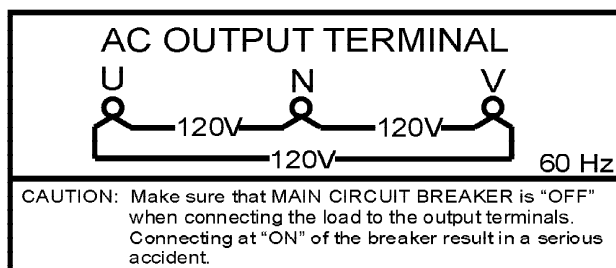 AC OUTPUT TERMINAL
U N V
120V 120V
120V
60 Hz
CAUTION: Make sure that MAIN CIRCUIT BREAKER is “OFF”
when connecting the load to the output terminals.
Connecting at “ON” of the breaker result in a serious
accident.